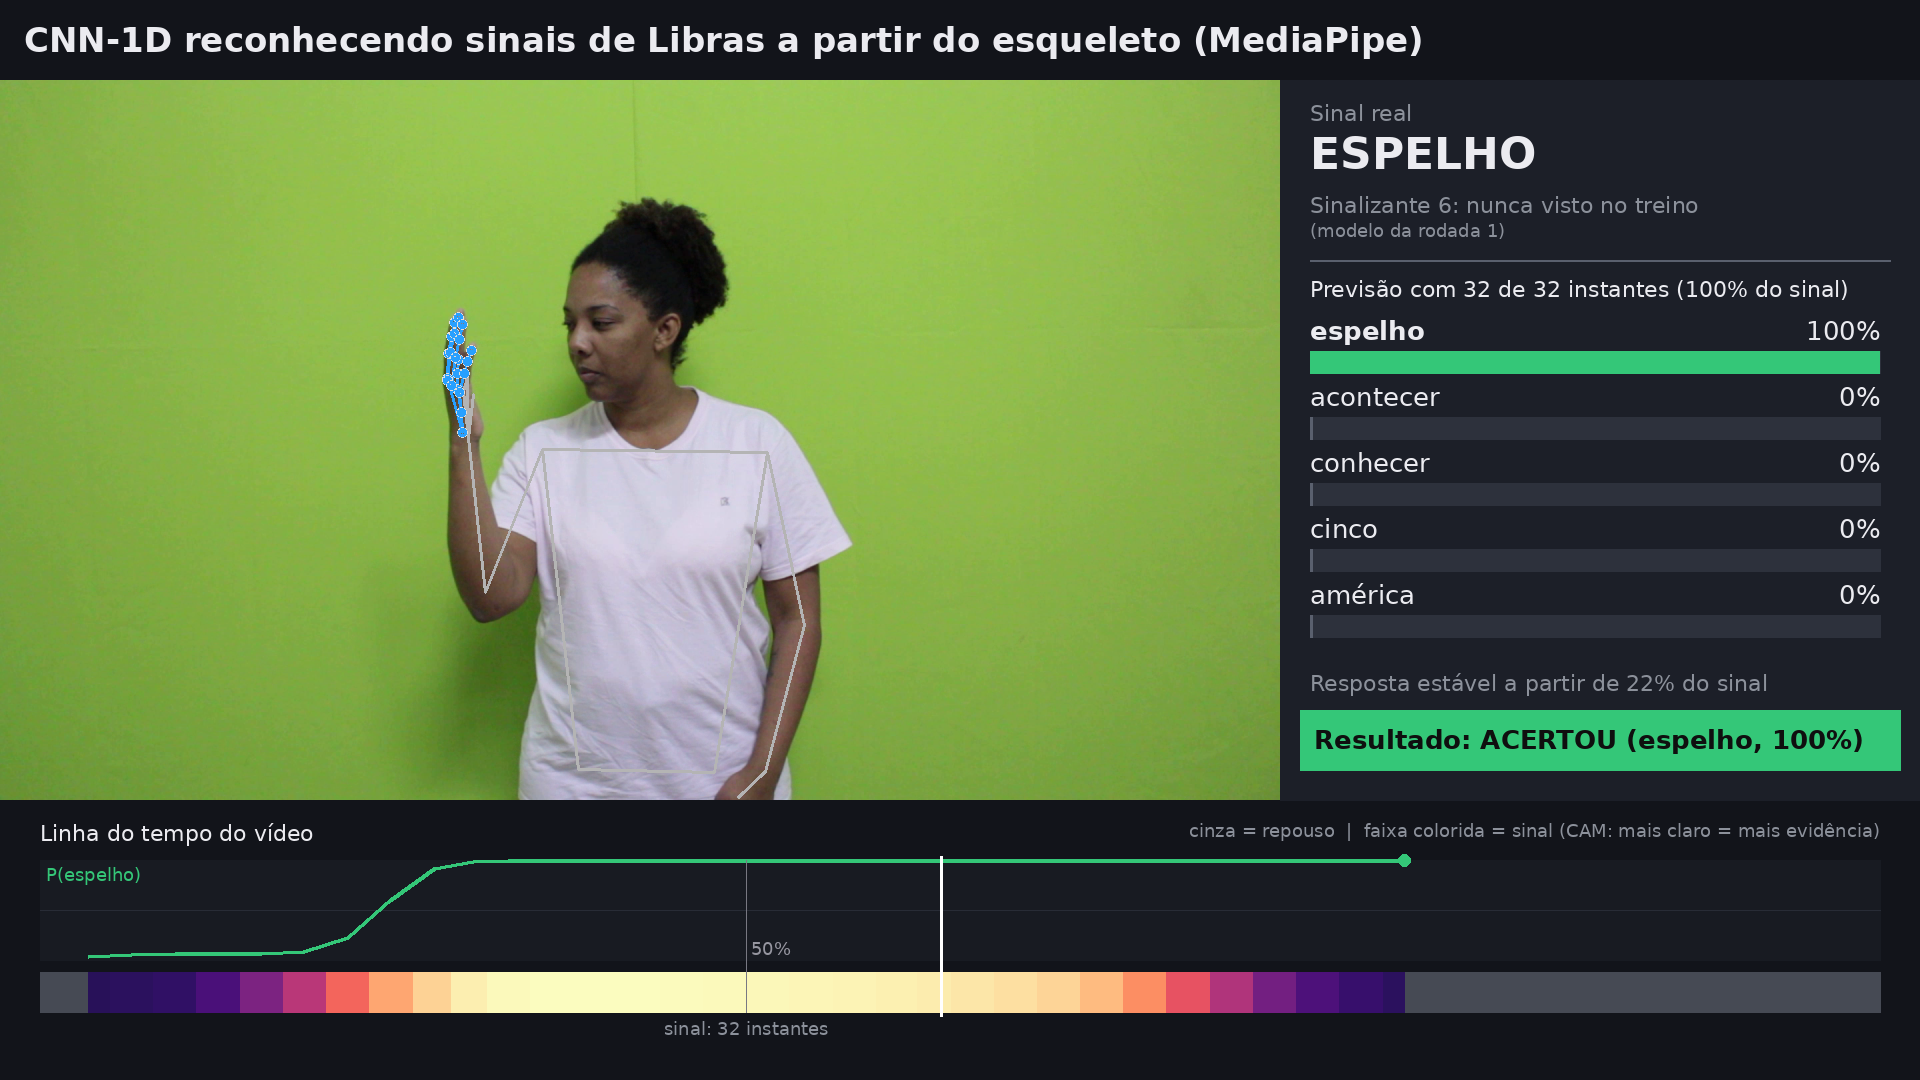 CNN-1D reconhecendo sinais de Libras a partir do esqueleto (MediaPipe)
Sinal real
ESPELHO
Sinalizante 6: nunca visto no treino
(modelo da rodada 1)
Previsão com 32 de 32 instantes (100% do sinal)
espelho 100%
acontecer 0%
conhecer 0%
cinco 0%
américa 0%
Resposta estável a partir de 22% do sinal
Resultado: ACERTOU (espelho, 100%)
Linha do tempo do vídeo
cinza = repouso | faixa colorida = sinal (CAM: mais claro = mais evidência)
P(espelho)
50%
sinal: 32 instantes